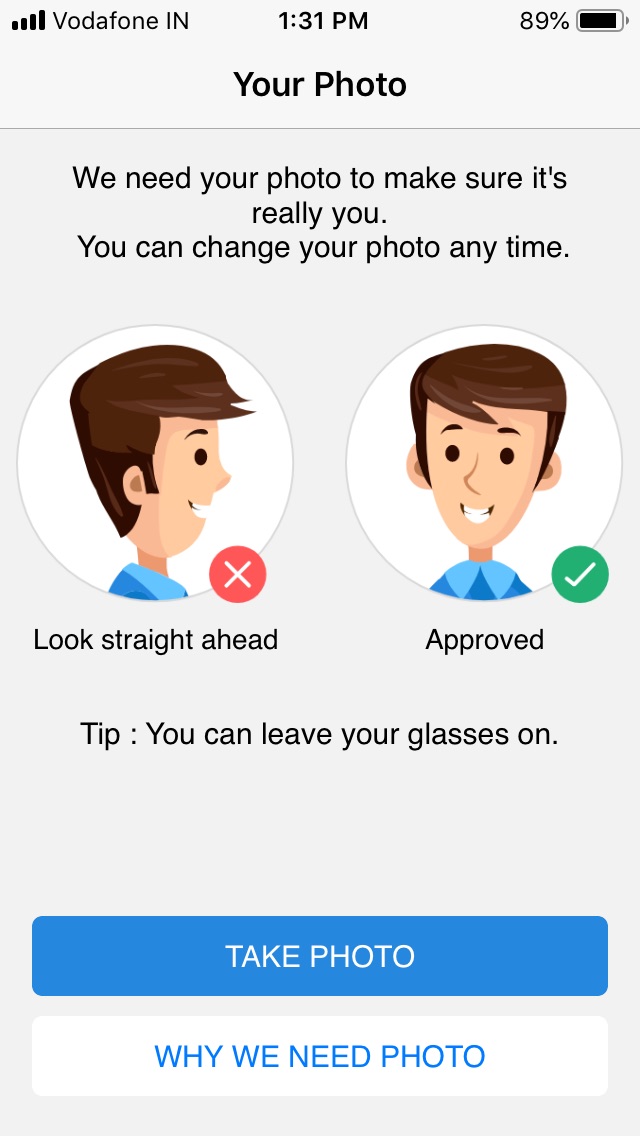 Vodafone IN 1:31 PM 89%
Your Photo
We need your photo to make sure it's
really you.
You can change your photo any time.
Look straight ahead
Approved
Tip : You can leave your glasses on.
TAKE PHOTO
WHY WE NEED PHOTO